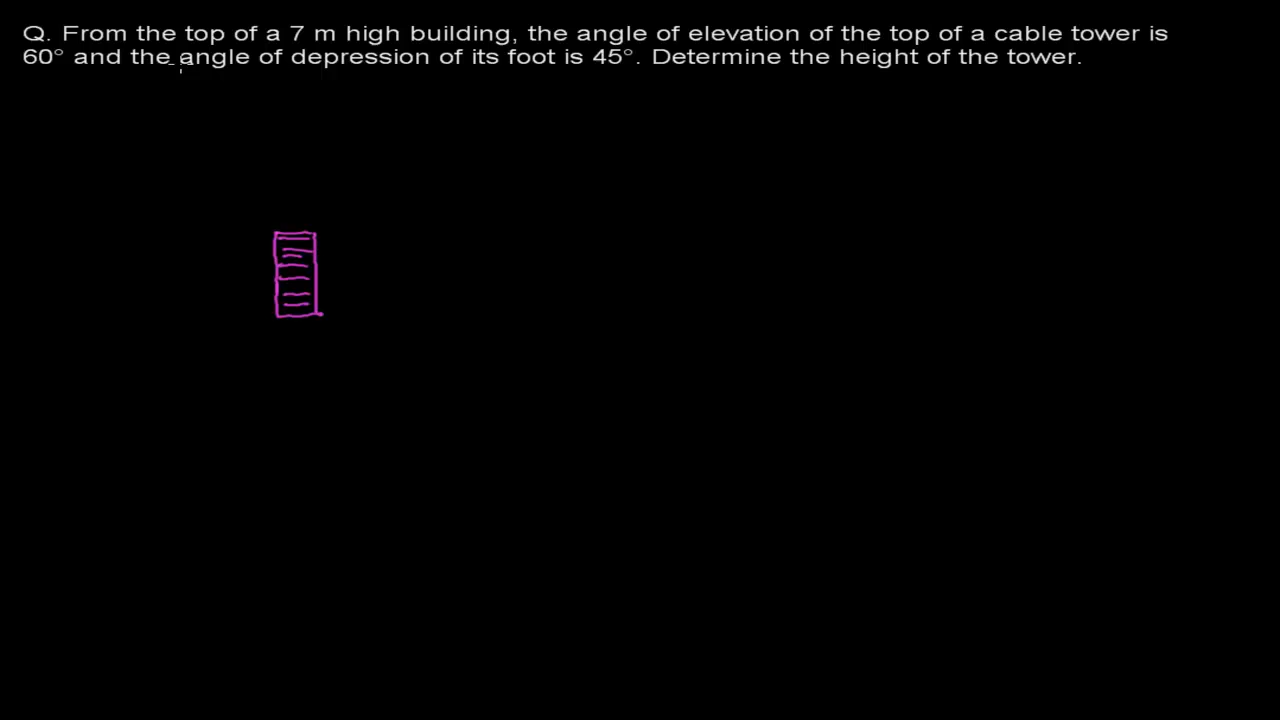 Q. From the top of a 7 m high building, the angle of elevation of the top of a cable tower is
60° and the angle of depression of its foot is 45°. Determine the height of the tower.